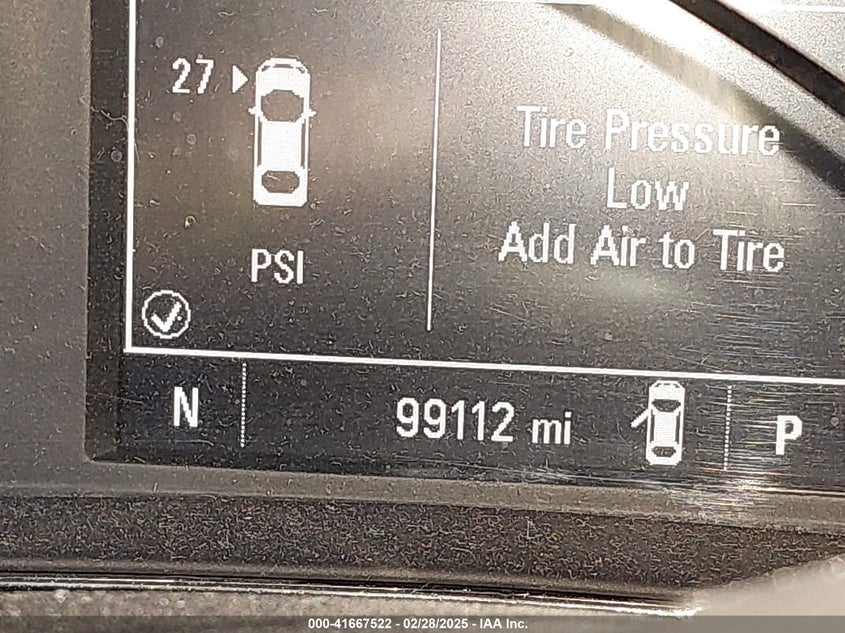 27
PSI
Tire Pressure
Low
Add Air to Tire
N
99112 mi
P
000-41667522 - 02/28/2025 - IAA Inc.